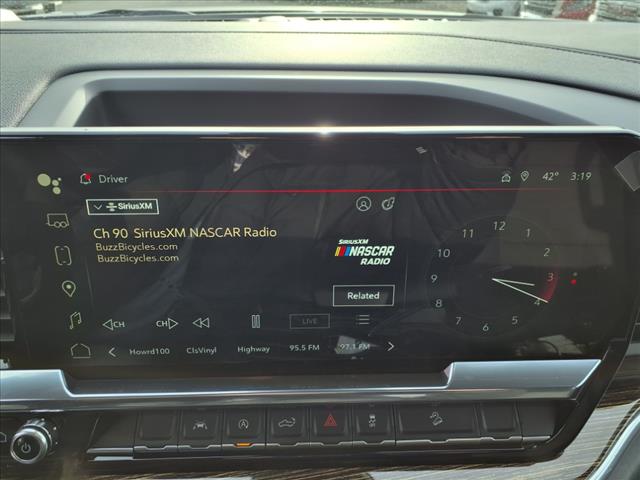 Driver
42° 3:19
SiriusXM
Ch 90 SiriusXM NASCAR Radio
BuzzBicycles.com
BuzzBicycles.com
SiriusXM
NASCAR
RADIO
Related
12
11 1
10 2
9 3
8 4
7 5
6
CH CH LIVE
Howrd100 ClsVinyl Highway 95.5 FM 97.1 FM